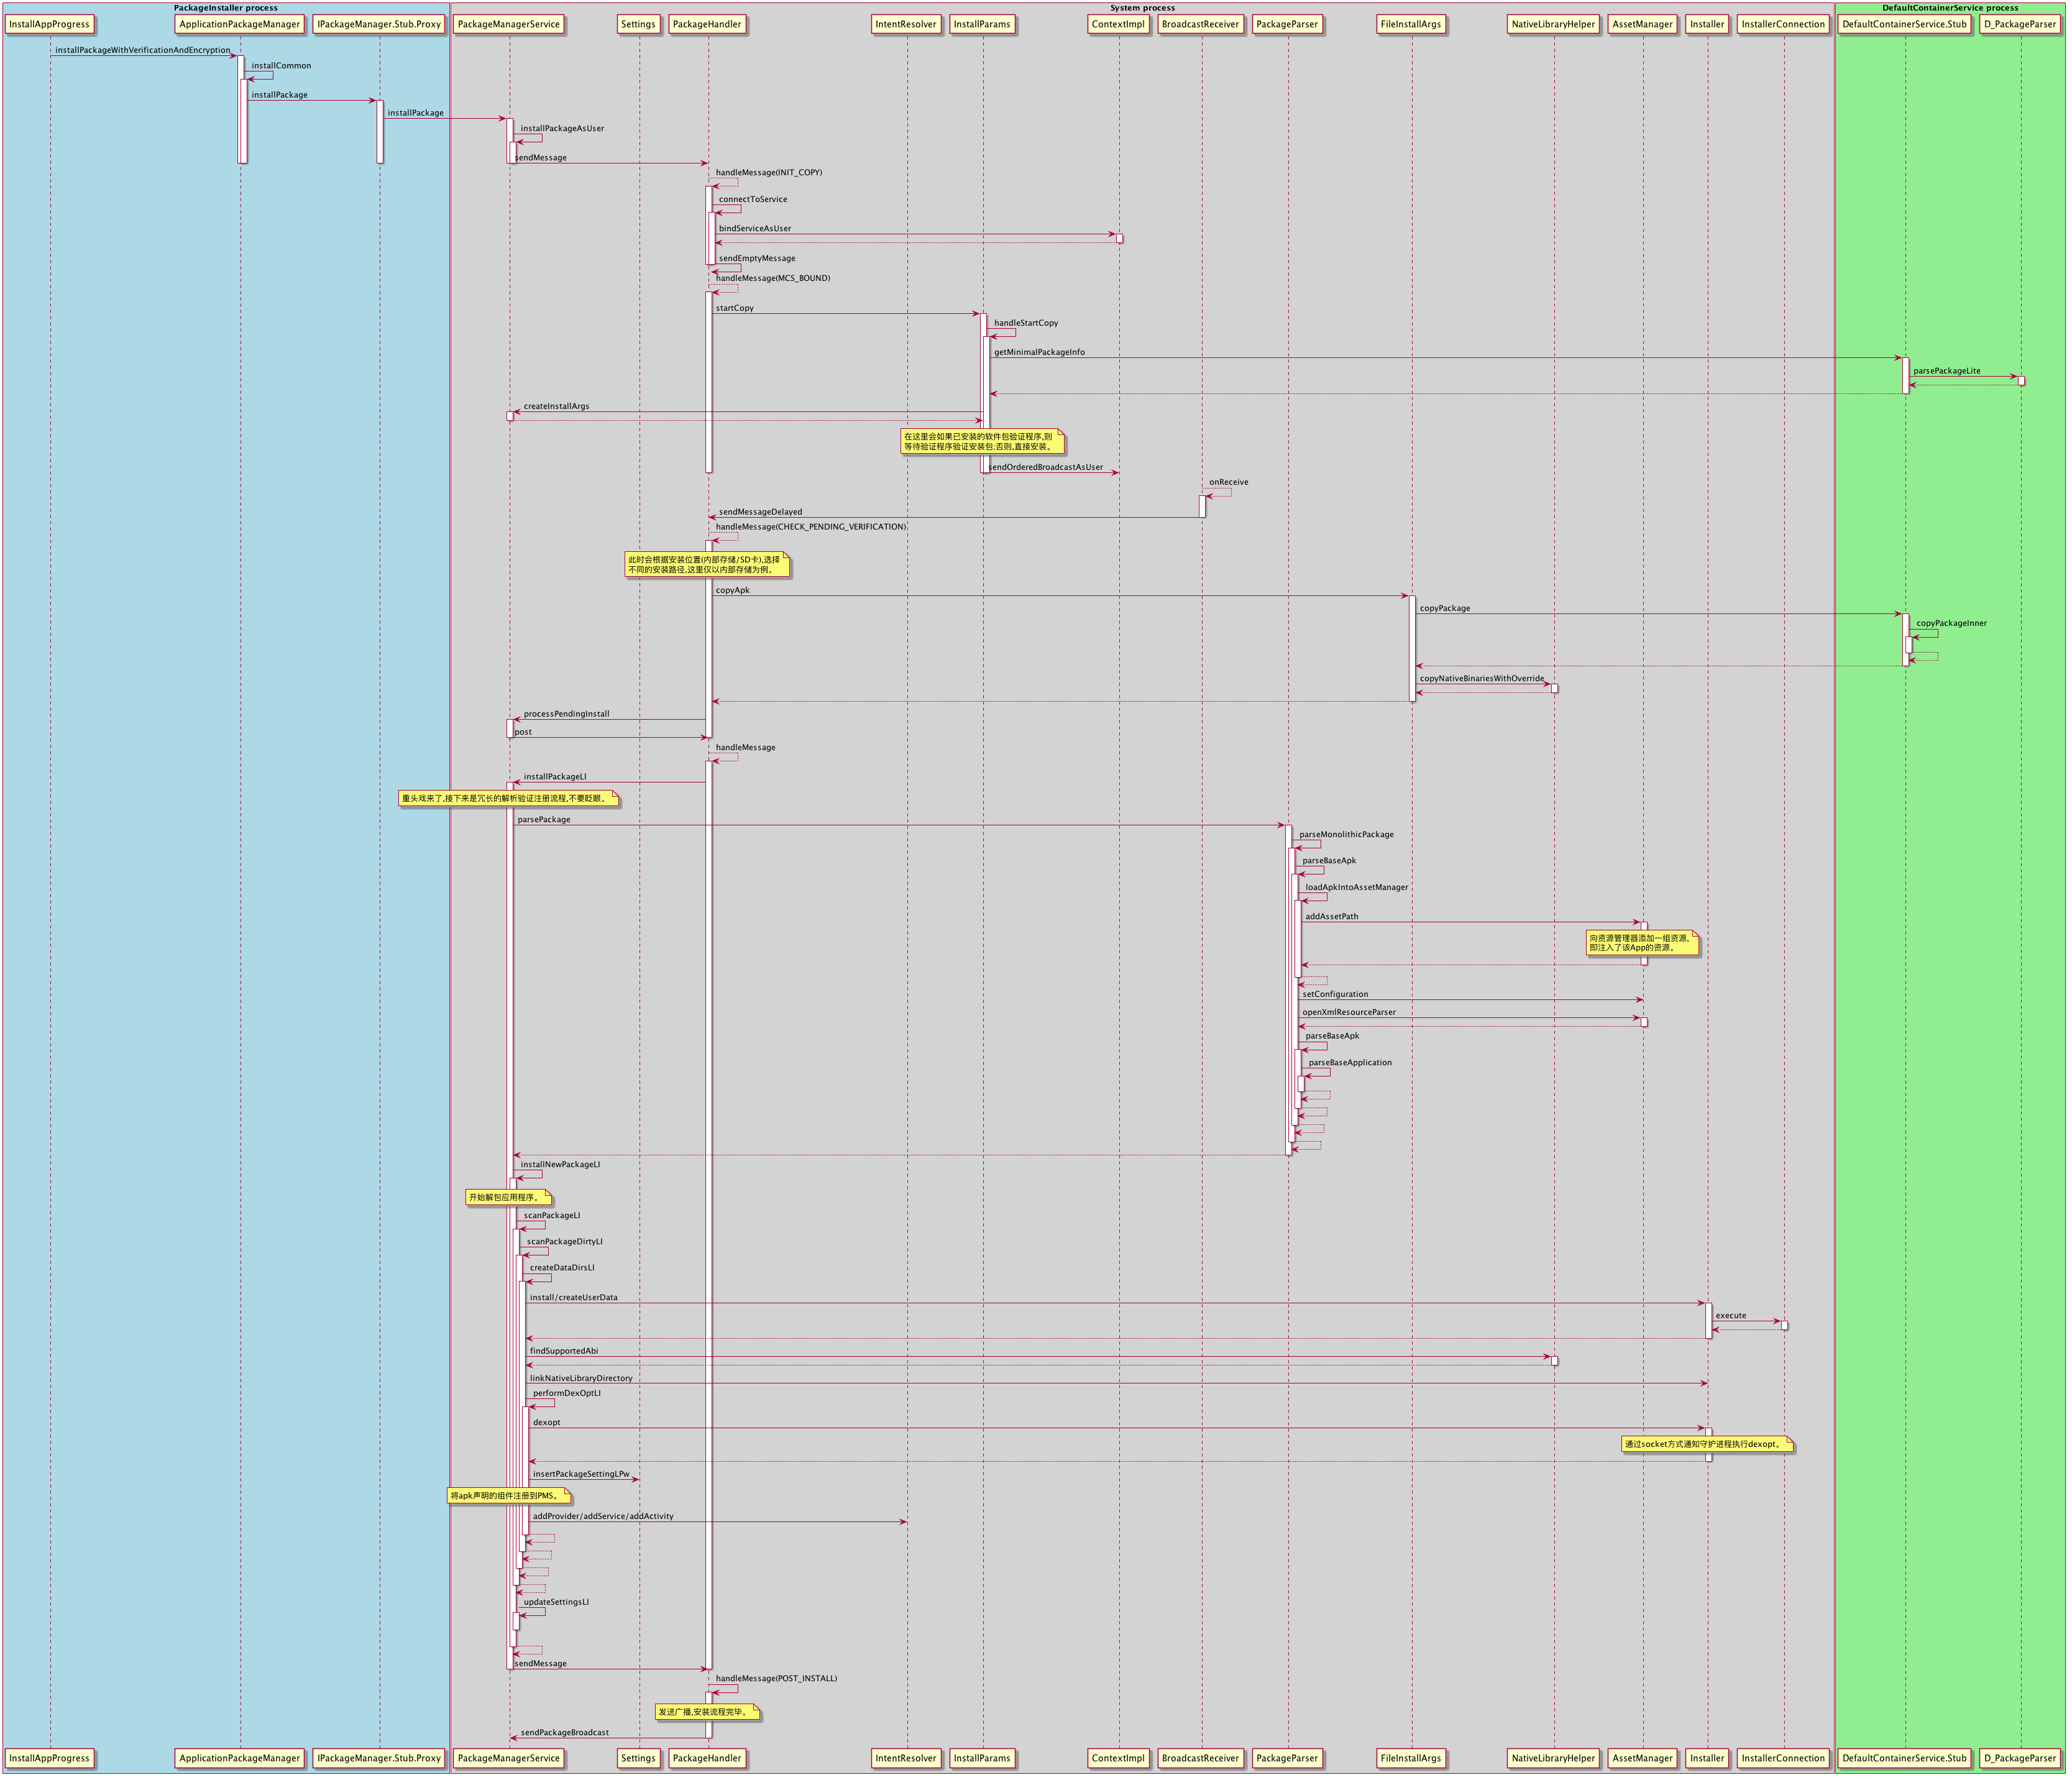 PackageInstaller process
System process
DefaultContainerService process
InstallAppProgress
ApplicationPackageManager
IPackageManager.Stub.Proxy
PackageManagerService
Settings
PackageHandler
IntentResolver
InstallParams
ContextImpl
BroadcastReceiver
PackageParser
FileInstallArgs
NativeLibraryHelper
AssetManager
Installer
InstallerConnection
DefaultContainerService.Stub
D_PackageParser
installPackageWithVerificationAndEncryption
installCommon
installPackage
installPackage
installPackageAsUser
sendMessage
handleMessage(INIT_COPY)
connectToService
bindServiceAsUser
sendEmptyMessage
handleMessage(MCS_BOUND)
startCopy
handleStartCopy
getMinimalPackageInfo
parsePackageLite
createInstallArgs
在这里会如果已安装的软件包验证程序,则
等待验证程序验证安装包;否则,直接安装。
sendOrderedBroadcastAsUser
onReceive
sendMessageDelayed
handleMessage(CHECK_PENDING_VERIFICATION)
此时会根据安装位置(内部存储/SD卡),选择
不同的安装路径,这里仅以内部存储为例。
copyApk
copyPackage
copyPackageInner
copyNativeBinariesWithOverride
processPendingInstall
post
handleMessage
installPackageLI
重头戏来了,接下来是冗长的解析验证注册流程,不要眨眼。
parsePackage
parseMonolithicPackage
parseBaseApk
loadApkIntoAssetManager
addAssetPath
向资源管理器添加一组资源,
即注入了该App的资源。
setConfiguration
openXmlResourceParser
parseBaseApk
parseBaseApplication
installNewPackageLI
开始解包应用程序。
scanPackageLI
scanPackageDirtyLI
createDataDirsLI
install/createUserData
execute
findSupportedAbi
linkNativeLibraryDirectory
performDexOptLI
dexopt
通过socket方式通知守护进程执行dexopt。
insertPackageSettingLPw
将apk声明的组件注册到PMS。
addProvider/addService/addActivity
updateSettingsLI
sendMessage
handleMessage(POST_INSTALL)
发送广播,安装流程完毕。
sendPackageBroadcast
InstallAppProgress
ApplicationPackageManager
IPackageManager.Stub.Proxy
PackageManagerService
Settings
PackageHandler
IntentResolver
InstallParams
ContextImpl
BroadcastReceiver
PackageParser
FileInstallArgs
NativeLibraryHelper
AssetManager
Installer
InstallerConnection
DefaultContainerService.Stub
D_PackageParser